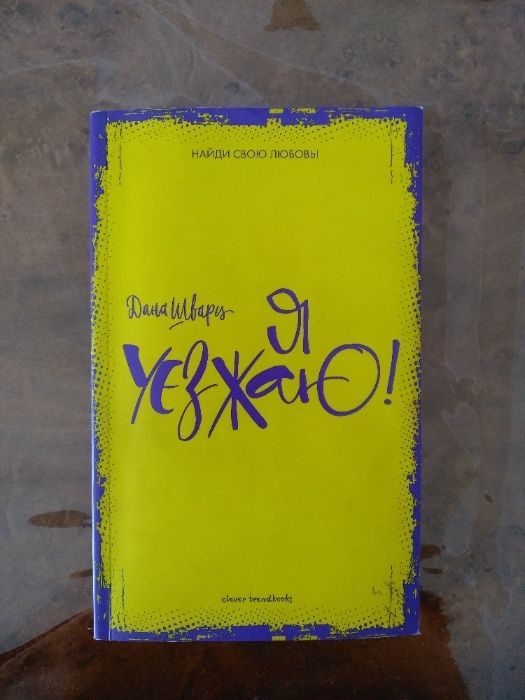 НАЙДИ СВОЮ ЛЮБОВЬ!
Дана Шварц
Я
УЕЗЖАЮ!
clever-trendbooks